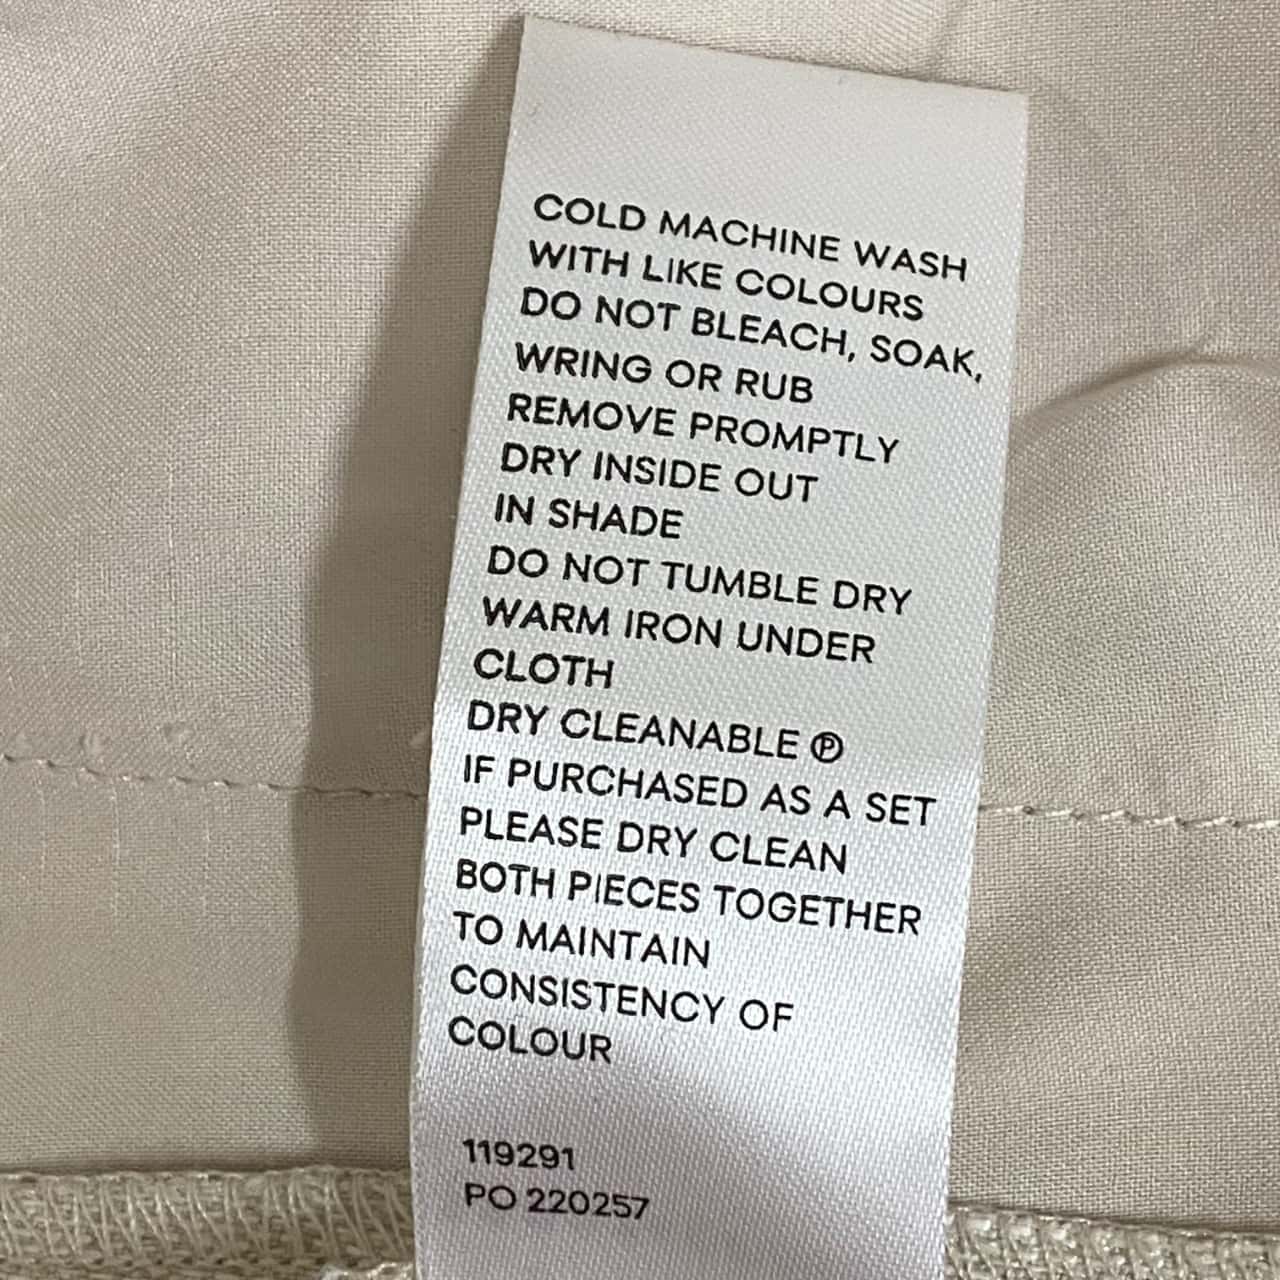 COLD MACHINE WASH
WITH LIKE COLOURS
DO NOT BLEACH, SOAK,
WRING OR RUB
REMOVE PROMPTLY
DRY INSIDE OUT
IN SHADE
DO NOT TUMBLE DRY
WARM IRON UNDER
CLOTH
DRY CLEANABLE Ⓟ
IF PURCHASED AS A SET
PLEASE DRY CLEAN
BOTH PIECES TOGETHER
TO MAINTAIN
CONSISTENCY OF
COLOUR
119291
PO 220257